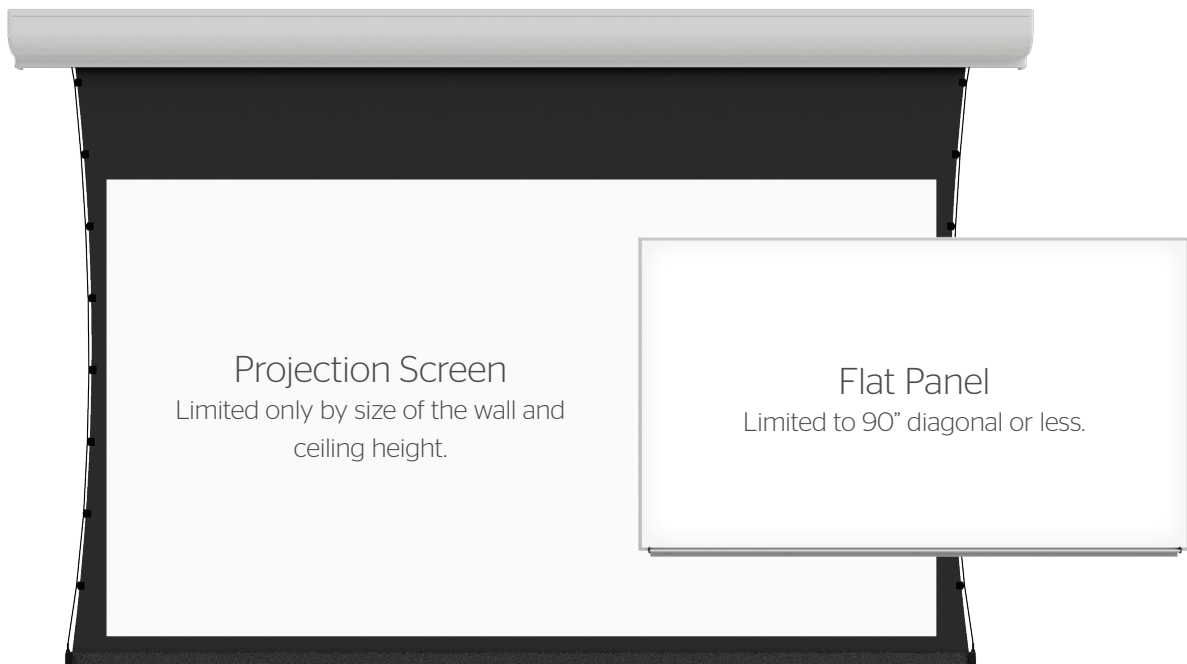 Projection Screen
Limited only by size of the wall and
ceiling height.
Flat Panel
Limited to 90” diagonal or less.